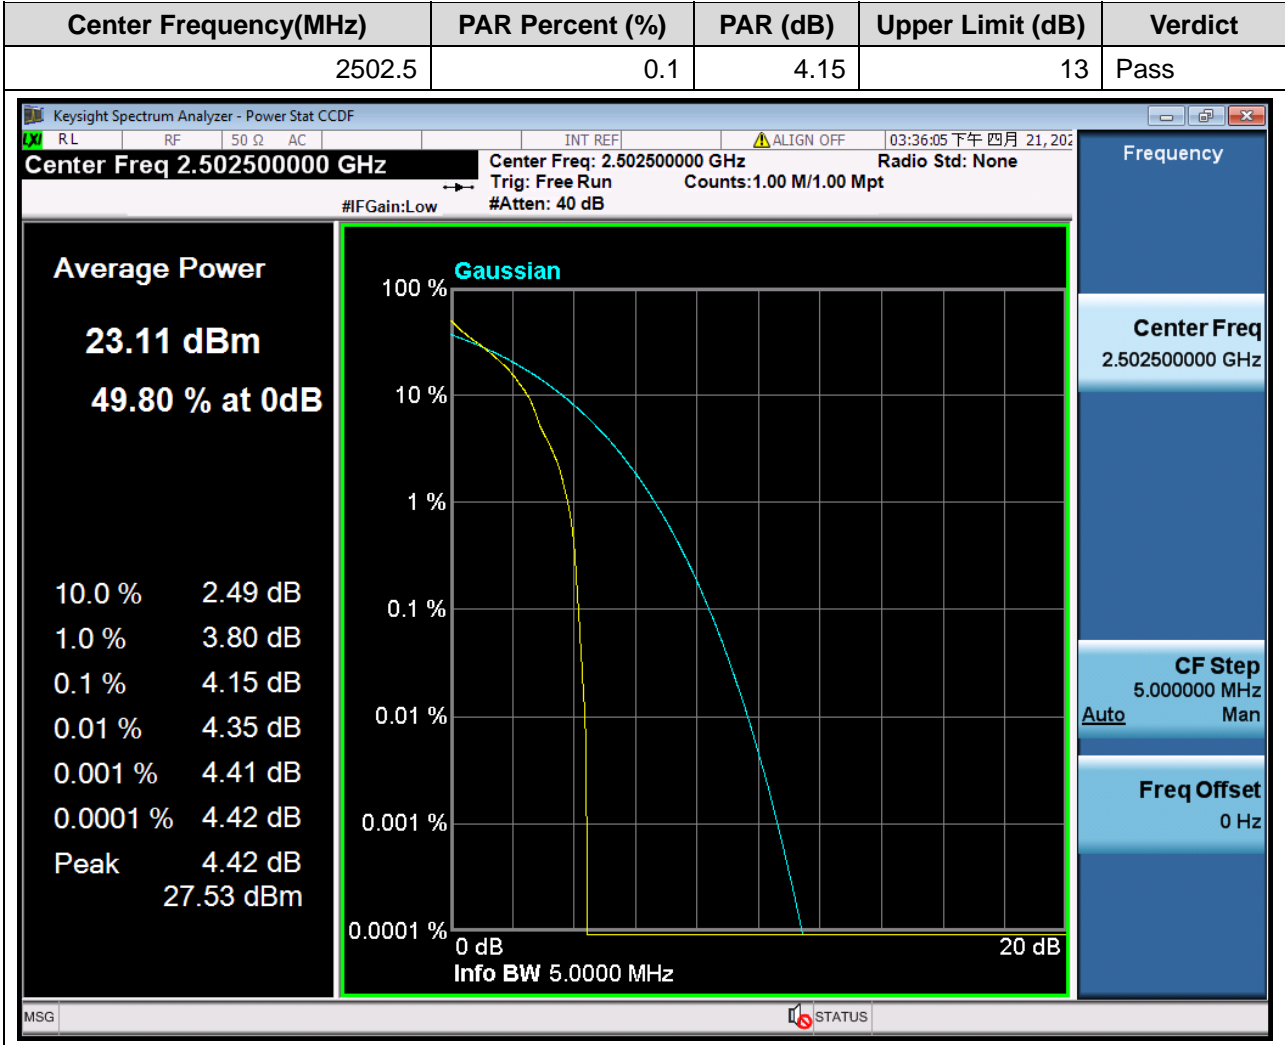 Center Frequency(MHz) PAR Percent (%) PAR (dB) Upper Limit (dB) Verdict
2502.5 0.1 4.15 13 Pass
Keysight Spectrum Analyzer - Power Stat CCDF
LXI RL RF 50 Ω AC INT REF ALIGN OFF 03:36:05 下午 四月 21, 202
Center Freq 2.502500000 GHz
Center Freq: 2.502500000 GHz Radio Std: None
Trig: Free Run Counts:1.00 M/1.00 Mpt
#IFGain:Low #Atten: 40 dB
Frequency
Average Power
23.11 dBm
49.80 % at 0dB
10.0 % 2.49 dB
1.0 % 3.80 dB
0.1 % 4.15 dB
0.01 % 4.35 dB
0.001 % 4.41 dB
0.0001 % 4.42 dB
Peak 4.42 dB
27.53 dBm
Gaussian
100 %
10 %
1 %
0.1 %
0.01 %
0.001 %
0.0001 %
0 dB 20 dB
Info BW 5.0000 MHz
Center Freq
2.502500000 GHz
CF Step
5.000000 MHz
Auto Man
Freq Offset
0 Hz
MSG STATUS